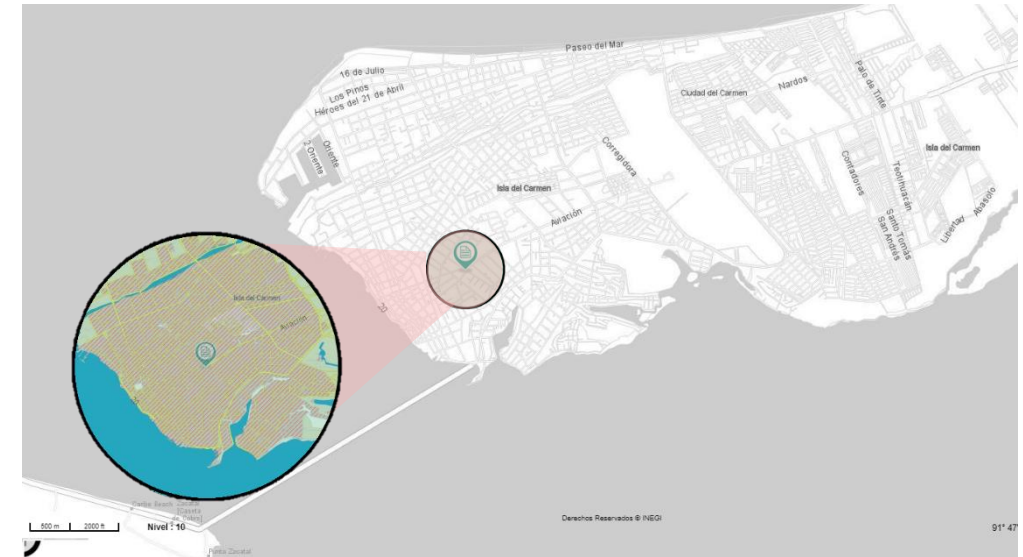 Paseo del Mar
16 de Julio
Los Pinos
Héroes del 21 de Abril
2 Oriente
Oriente
Ciudad del Carmen
Nardos
Palo de Tinte
Corregidora
Isla del Carmen
Contadores
Teotihuacán
Isla del Carmen
Santo Tomás
San Andrés
Libertad
Abasolo
Aviación
20
Isla del Carmen
Aviación
500 m
2000 ft
Nivel : 10
Punta Zacatal
Derechos Reservados © INEGI
91° 47'